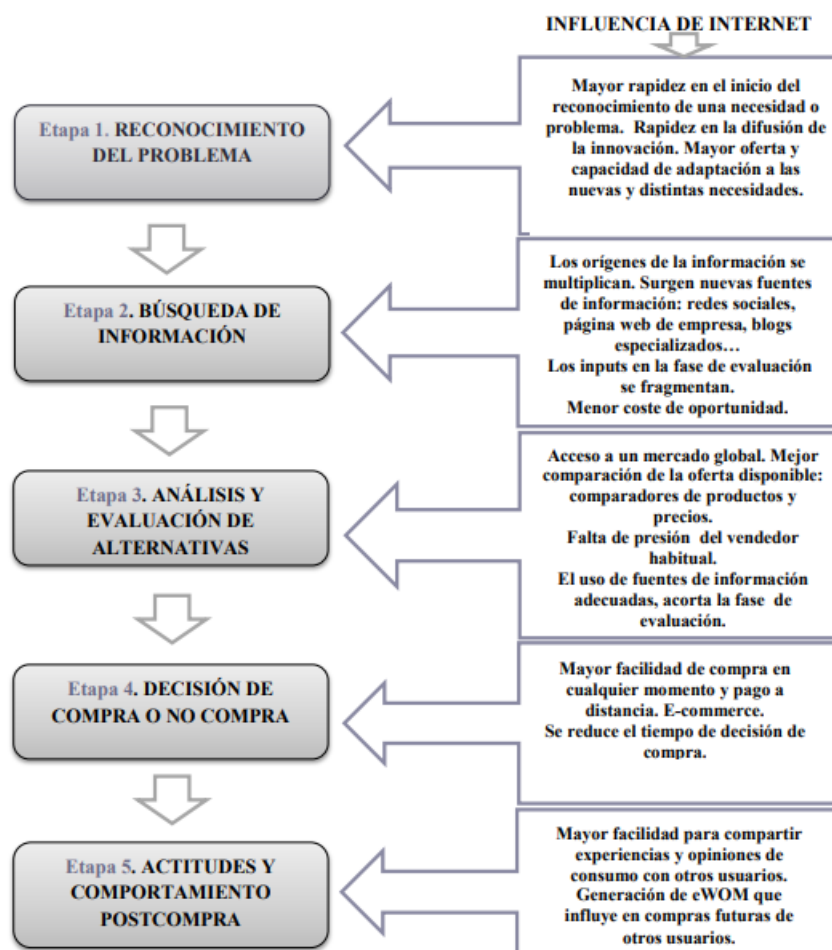 INFLUENCIA DE INTERNET
Etapa 1. RECONOCIMIENTO
DEL PROBLEMA
Mayor rapidez en el inicio del
reconocimiento de una necesidad o
problema.  Rapidez en la difusión de
la innovación. Mayor oferta y
capacidad de adaptación a las
nuevas y distintas necesidades.
Etapa 2. BÚSQUEDA DE
INFORMACIÓN
Los orígenes de la información se
multiplican. Surgen nuevas fuentes
de información: redes sociales,
página web de empresa, blogs
especializados…
Los inputs en la fase de evaluación
se fragmentan.
Menor coste de oportunidad.
Etapa 3. ANÁLISIS Y
EVALUACIÓN DE
ALTERNATIVAS
Acceso a un mercado global. Mejor
comparación de la oferta disponible:
comparadores de productos y
precios.
Falta de presión  del vendedor
habitual.
El uso de fuentes de información
adecuadas, acorta la fase  de
evaluación.
Etapa 4. DECISIÓN DE
COMPRA O NO COMPRA
Mayor facilidad de compra en
cualquier momento y pago a
distancia. E-commerce.
Se reduce el tiempo de decisión de
compra.
Etapa 5. ACTITUDES Y
COMPORTAMIENTO
POSTCOMPRA
Mayor facilidad para compartir
experiencias y opiniones de
consumo con otros usuarios.
Generación de eWOM que
influye en compras futuras de
otros usuarios.